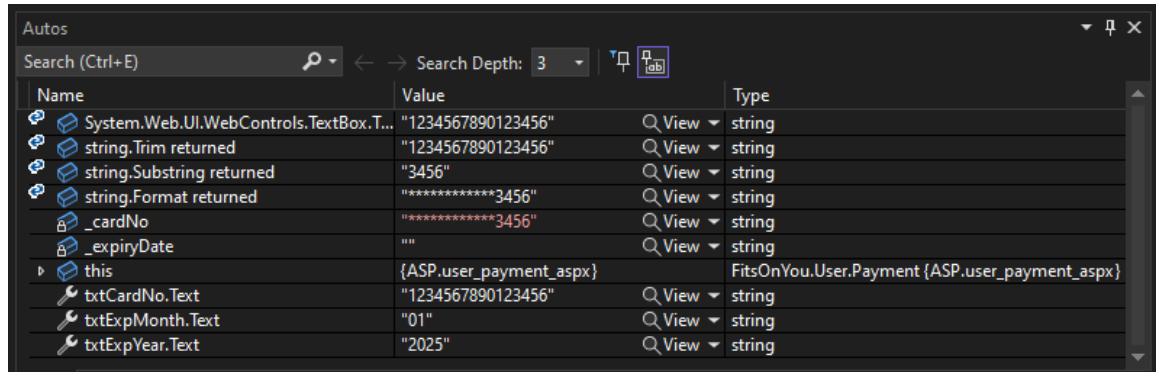 Autos
Search (Ctrl+E) Search Depth: 3
Name Value Type
System.Web.UI.WebControls.TextBox.T... "1234567890123456" View string
string.Trim returned "1234567890123456" View string
string.Substring returned "3456" View string
string.Format returned "************3456" View string
_cardNo "************3456" View string
_expiryDate "" View string
this {ASP.user_payment_aspx} FitsOnYou.User.Payment {ASP.user_payment_aspx}
txtCardNo.Text "1234567890123456" View string
txtExpMonth.Text "01" View string
txtExpYear.Text "2025" View string